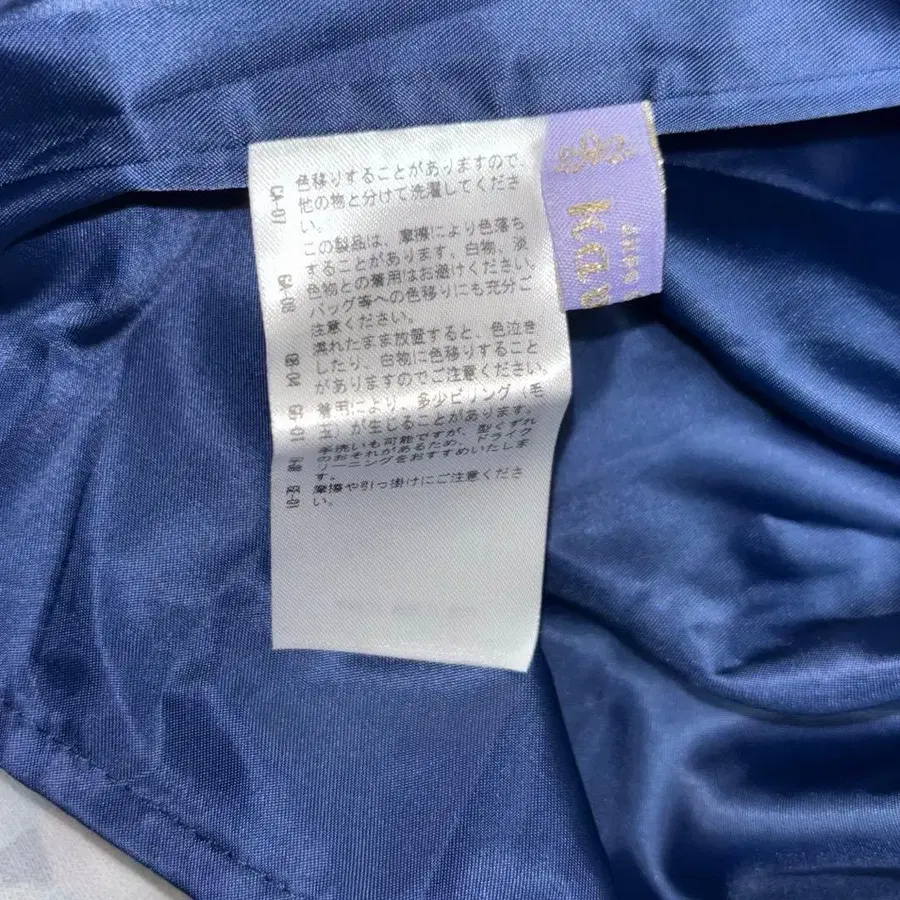 CA-07 色移りすることがありますので、
他の物と分けて洗濯してくださ
い。
この製品は、摩擦により色落ち
することがあります。白物、淡
色物との着用はお避けください。
バッグ等への色移りにも充分ご
注意ください。
濡れたまま放置すると、色泣き
したり、白物に色移りすること
がありますのでご注意ください。
着用により、多少ピリング（毛
玉）が生じることがあります。
手洗いも可能ですが、型くずれ
のおそれがあるため、ドライク
リーニングをおすすめいたしま
す。
摩擦や引っ掛けにご注意くださ
い。